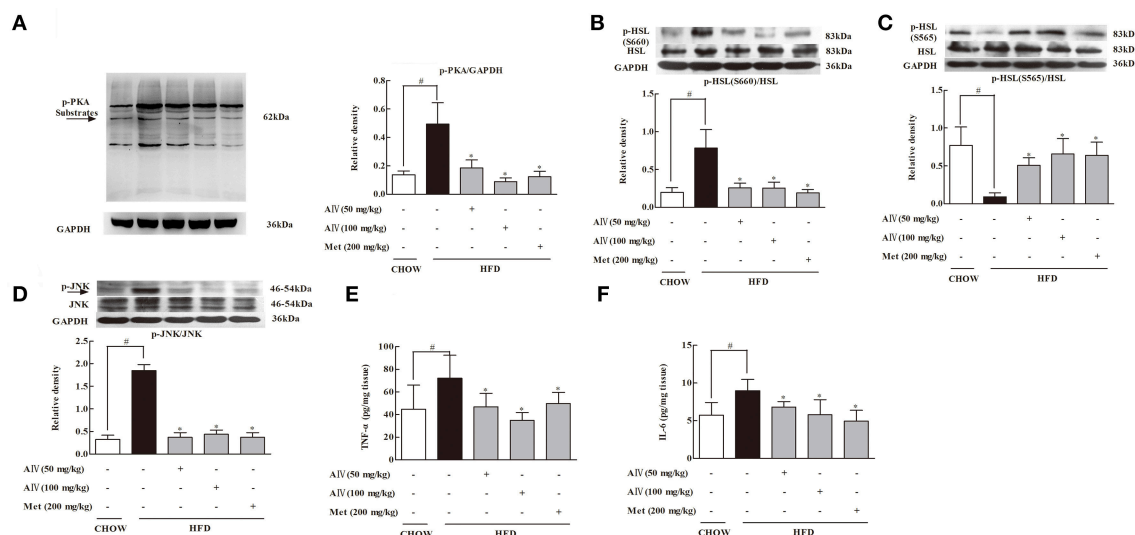 A
p-PKA
Substrates
62kDa
GAPDH
36kDa
p-PKA/GAPDH
#
Relative density
0.8
0.6
0.4
0.2
0.0
* * *
AⅣ (50 mg/kg) - - + - -
AⅣ (100 mg/kg) - - - + -
Met (200 mg/kg) - - - - +
CHOW HFD
B
p-HSL
(S660)
83kDa
HSL 83kDa
GAPDH 36kDa
p-HSL(S660)/HSL
#
Relative density
1.5
1.0
0.5
0.0
* * *
AⅣ (50 mg/kg) - - + - -
AⅣ (100 mg/kg) - - - + -
Met (200 mg/kg) - - - - +
CHOW HFD
C
p-HSL
(S565)
83kD
HSL 83kD
GAPDH 36kD
p-HSL(S565)/HSL
#
Relative density
1.5
1.0
0.5
0.0
* * *
AⅣ (50 mg/kg) - - + - -
AⅣ (100 mg/kg) - - - + -
Met (200 mg/kg) - - - - +
CHOW HFD
D
p-JNK 46-54kDa
JNK 46-54kDa
GAPDH 36kDa
p-JNK/JNK
#
Relative density
2.0
1.5
1.0
0.5
0.0
* * *
AⅣ (50 mg/kg) - - + - -
AⅣ (100 mg/kg) - - - + -
Met (200 mg/kg) - - - - +
CHOW HFD
E
#
TNF-α (pg/mg tissue)
100
80
60
40
20
0
* * *
AⅣ (50 mg/kg) - - + - -
AⅣ (100 mg/kg) - - - + -
Met (200 mg/kg) - - - - +
CHOW HFD
F
#
IL-6 (pg/mg tissue)
15
10
5
0
* * *
AⅣ (50 mg/kg) - - + - -
AⅣ (100 mg/kg) - - - + -
Met (200 mg/kg) - - - - +
CHOW HFD